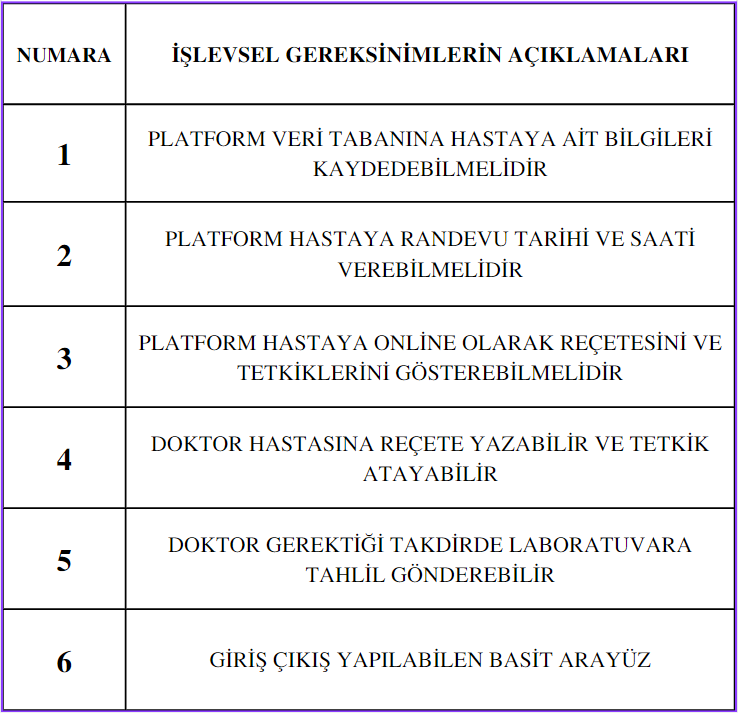 NUMARA
İŞLEVSEL GEREKSİNİMLERİN AÇIKLAMALARI
1
PLATFORM VERİ TABANINA HASTAYA AİT BİLGİLERİ
KAYDEDEBİLMELİDİR
2
PLATFORM HASTAYA RANDEVU TARİHİ VE SAATİ
VEREBİLMELİDİR
3
PLATFORM HASTAYA ONLİNE OLARAK REÇETESİNİ VE
TETKİKLERİNİ GÖSTEREBİLMELİDİR
4
DOKTOR HASTASINA REÇETE YAZABİLİR VE TETKİK
ATAYABİLİR
5
DOKTOR GEREKTİĞİ TAKDİRDE LABORATUVARA
TAHLİL GÖNDEREBİLİR
6
GİRİŞ ÇIKIŞ YAPILABİLEN BASİT ARAYÜZ